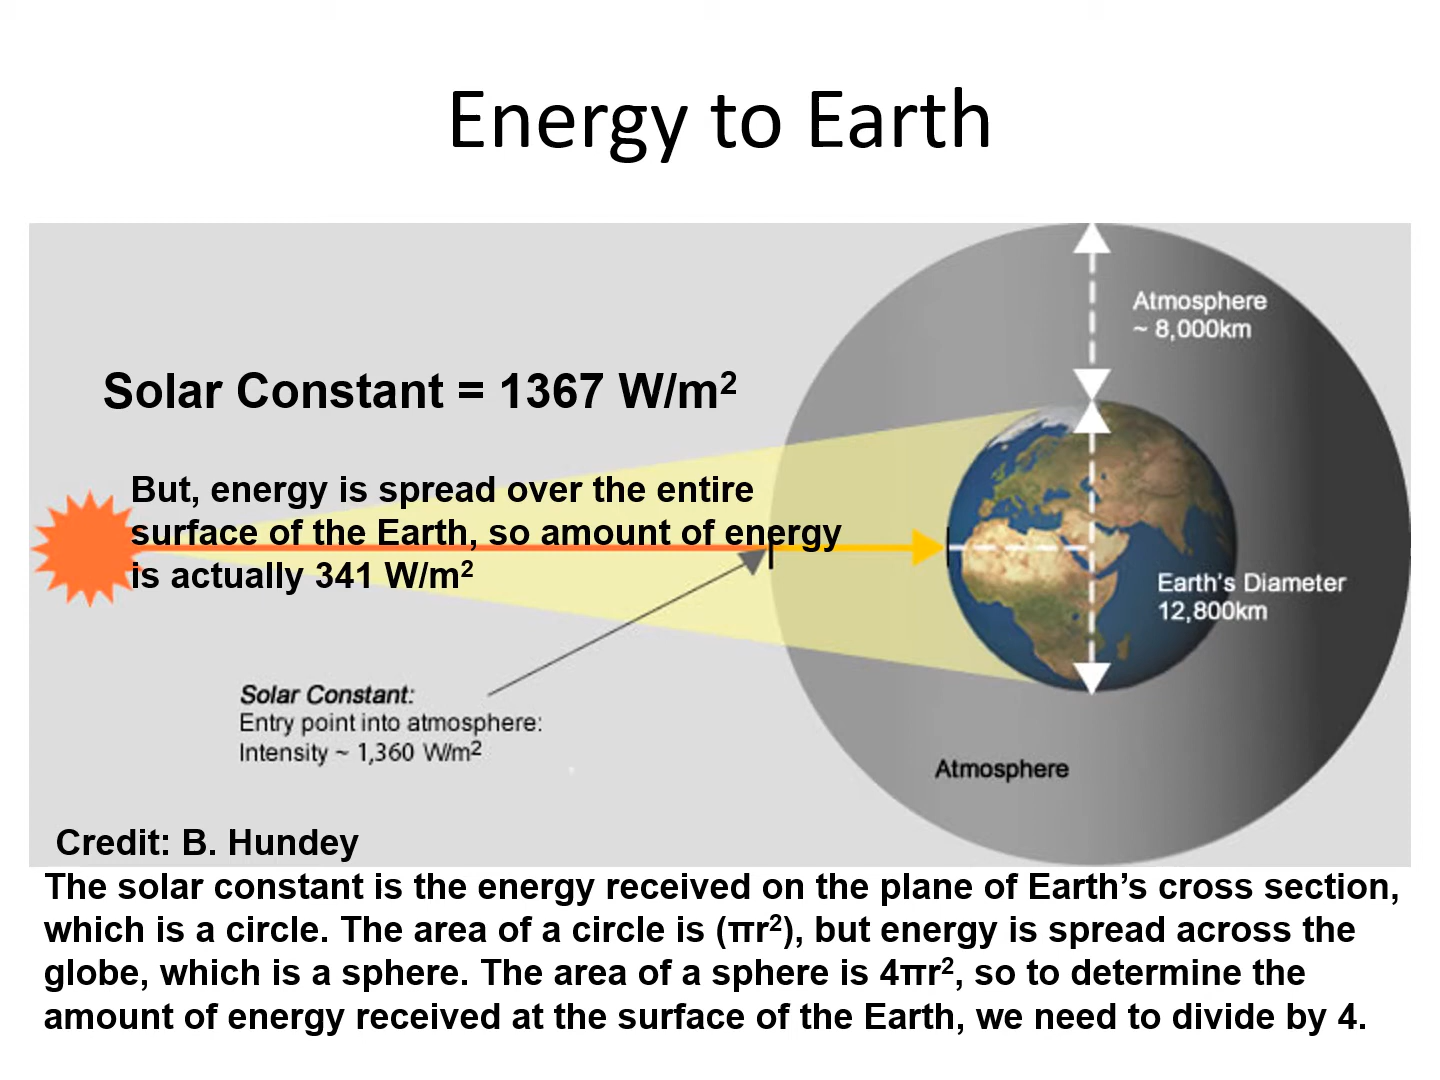 Energy to Earth
Atmosphere
~ 8,000km
Solar Constant = 1367 W/m²
But, energy is spread over the entire
surface of the Earth, so amount of energy
is actually 341 W/m²
Earth's Diameter
12,800km
Solar Constant:
Entry point into atmosphere:
Intensity ~ 1,360 W/m²
Atmosphere
Credit: B. Hundey
The solar constant is the energy received on the plane of Earth’s cross section,
which is a circle. The area of a circle is (πr²), but energy is spread across the
globe, which is a sphere. The area of a sphere is 4πr², so to determine the
amount of energy received at the surface of the Earth, we need to divide by 4.